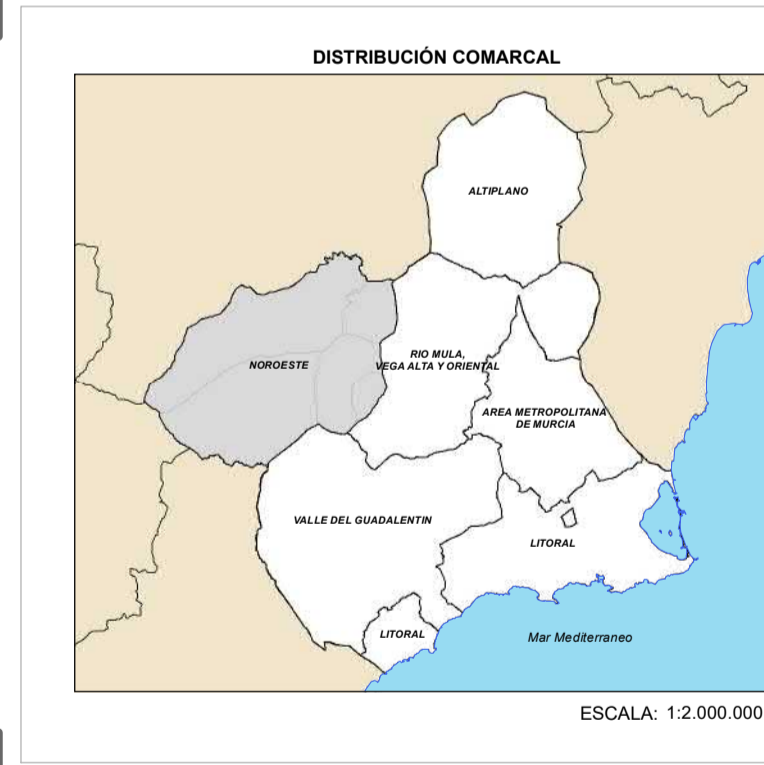 DISTRIBUCIÓN COMARCAL
ALTIPLANO
NOROESTE
RIO MULA,
VEGA ALTA Y ORIENTAL
AREA METROPOLITANA
DE MURCIA
VALLE DEL GUADALENTIN
LITORAL
LITORAL
Mar Mediterraneo
ESCALA: 1:2.000.000